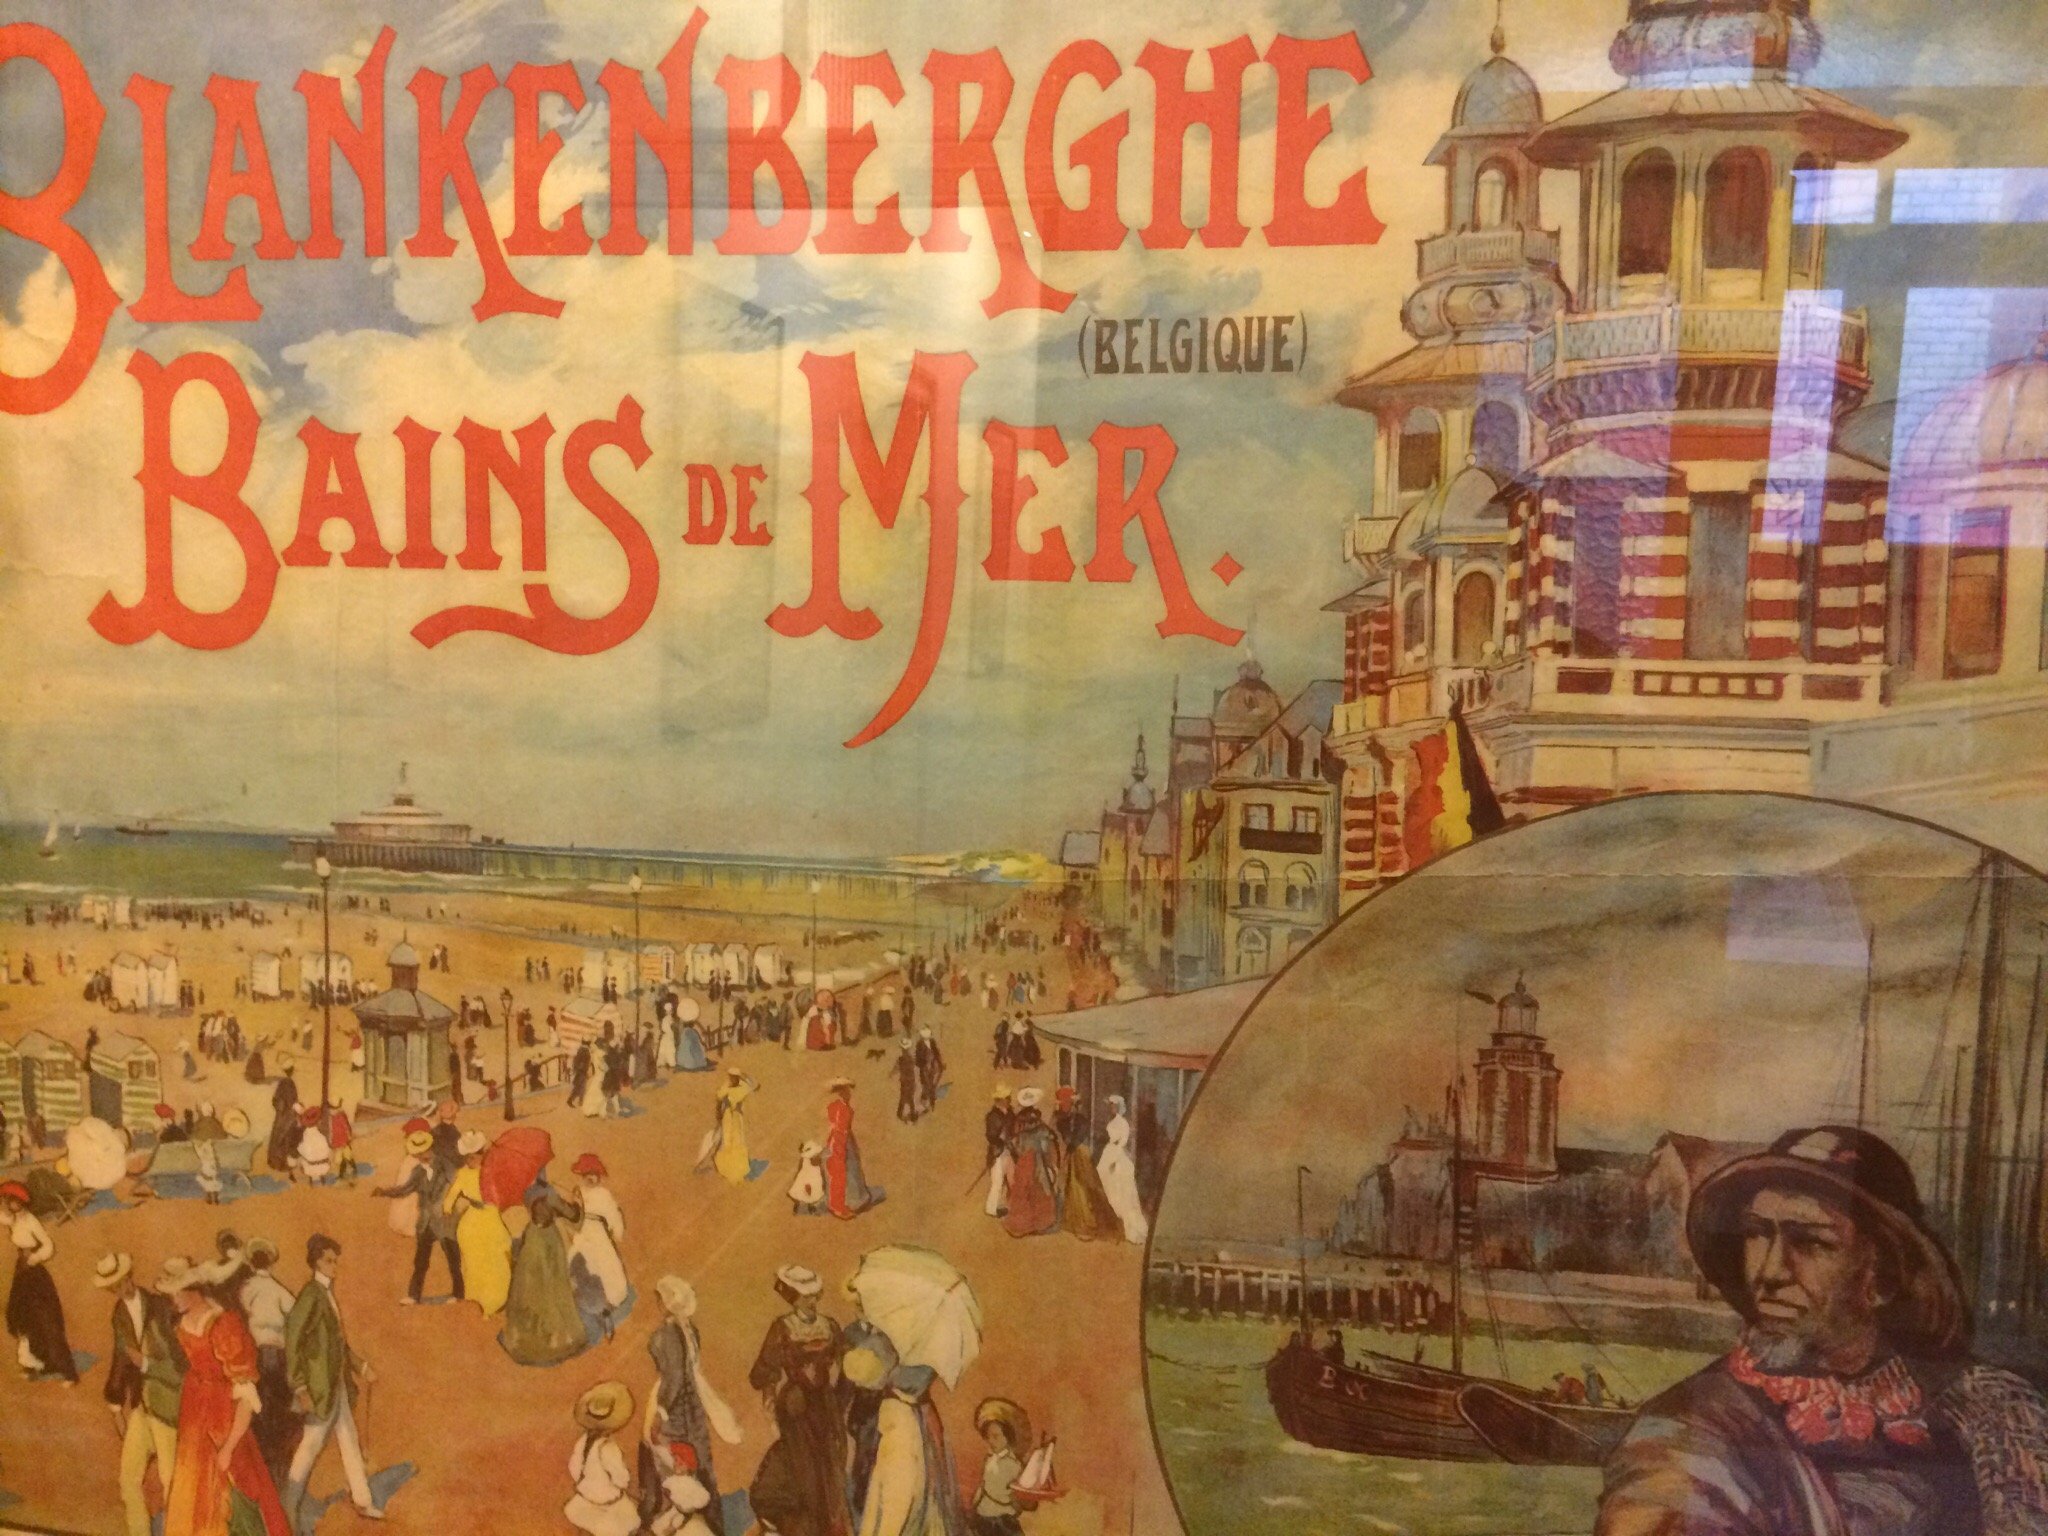 BLANKENBERGHE
(BELGIQUE)
BAINS DE MER.